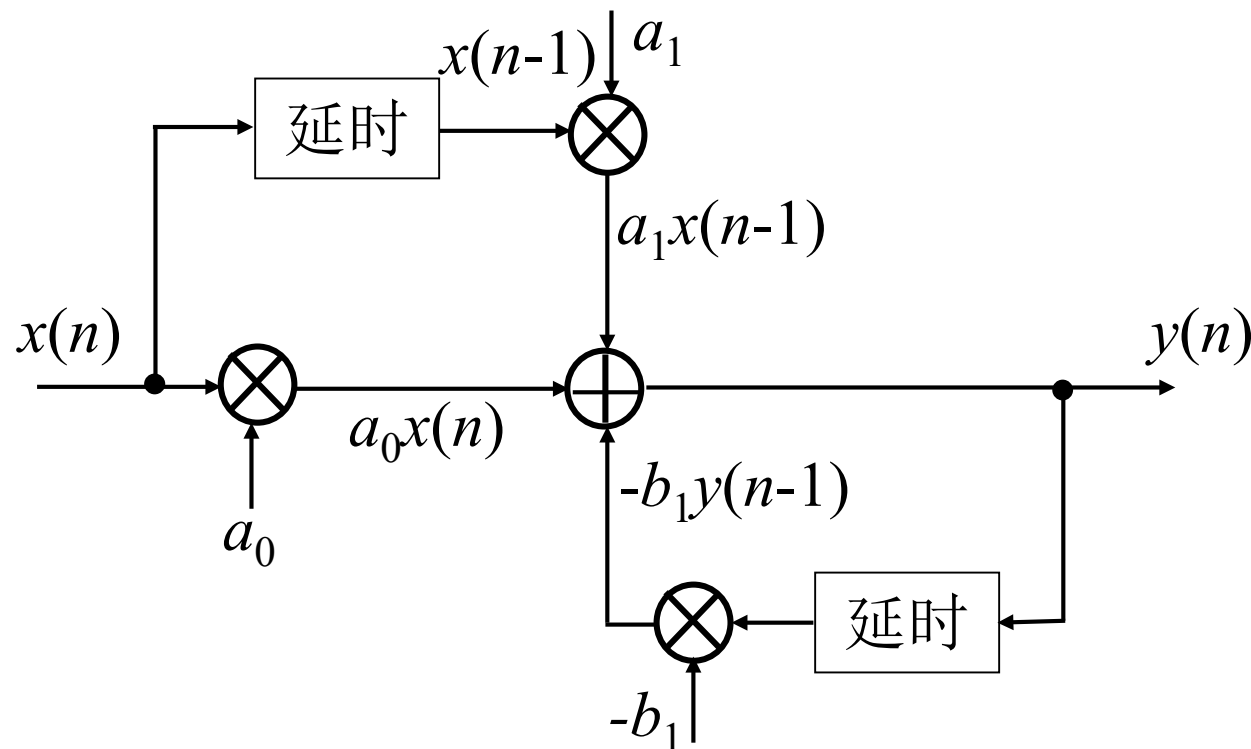 x(n-1)
a₁
延时
a₁x(n-1)
x(n)
y(n)
a₀x(n)
a₀
-b₁y(n-1)
延时
-b₁